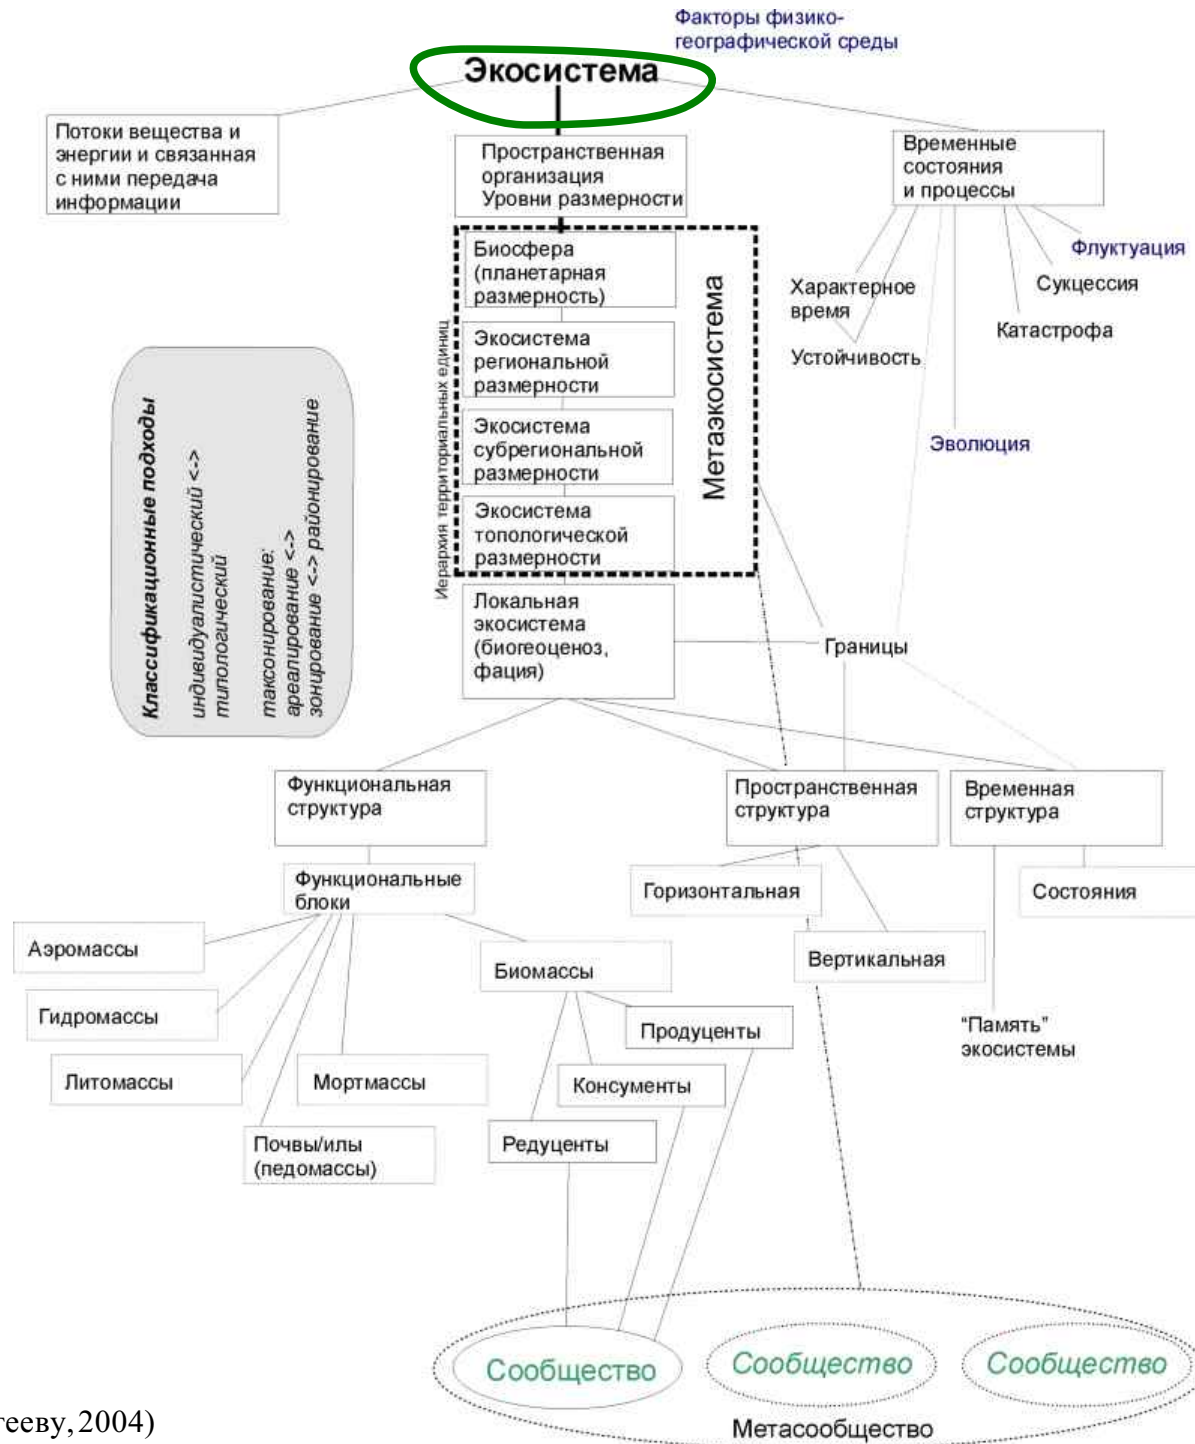 Факторы физико-
географической среды
Экосистема
Потоки вещества и
энергии и связанная
с ними передача
информации
Пространственная
организация
Уровни размерности
Временные
состояния
и процессы
Биосфера
(планетарная
размерность)
Экосистема
региональной
размерности
Экосистема
субрегиональной
размерности
Экосистема
топологической
размерности
Метаэкосистема
Иерархия территориальных единиц
Флуктуация
Сукцессия
Катастрофа
Характерное
время
Устойчивость
Эволюция
Классификационные подходы
индивидуалистический <->
типологический
таксонирование:
ареалирование <->
зонирование <-> районирование
Локальная
экосистема
(биогеоценоз,
фация)
Границы
Функциональная
структура
Пространственная
структура
Временная
структура
Функциональные
блоки
Горизонтальная
Состояния
Аэромассы
Биомассы
Вертикальная
Гидромассы
Продуценты
"Память"
экосистемы
Литомассы
Мортмассы
Консументы
Почвы/илы
(педомассы)
Редуценты
Сообщество
Сообщество
Сообщество
Метасообщество
гееву, 2004)